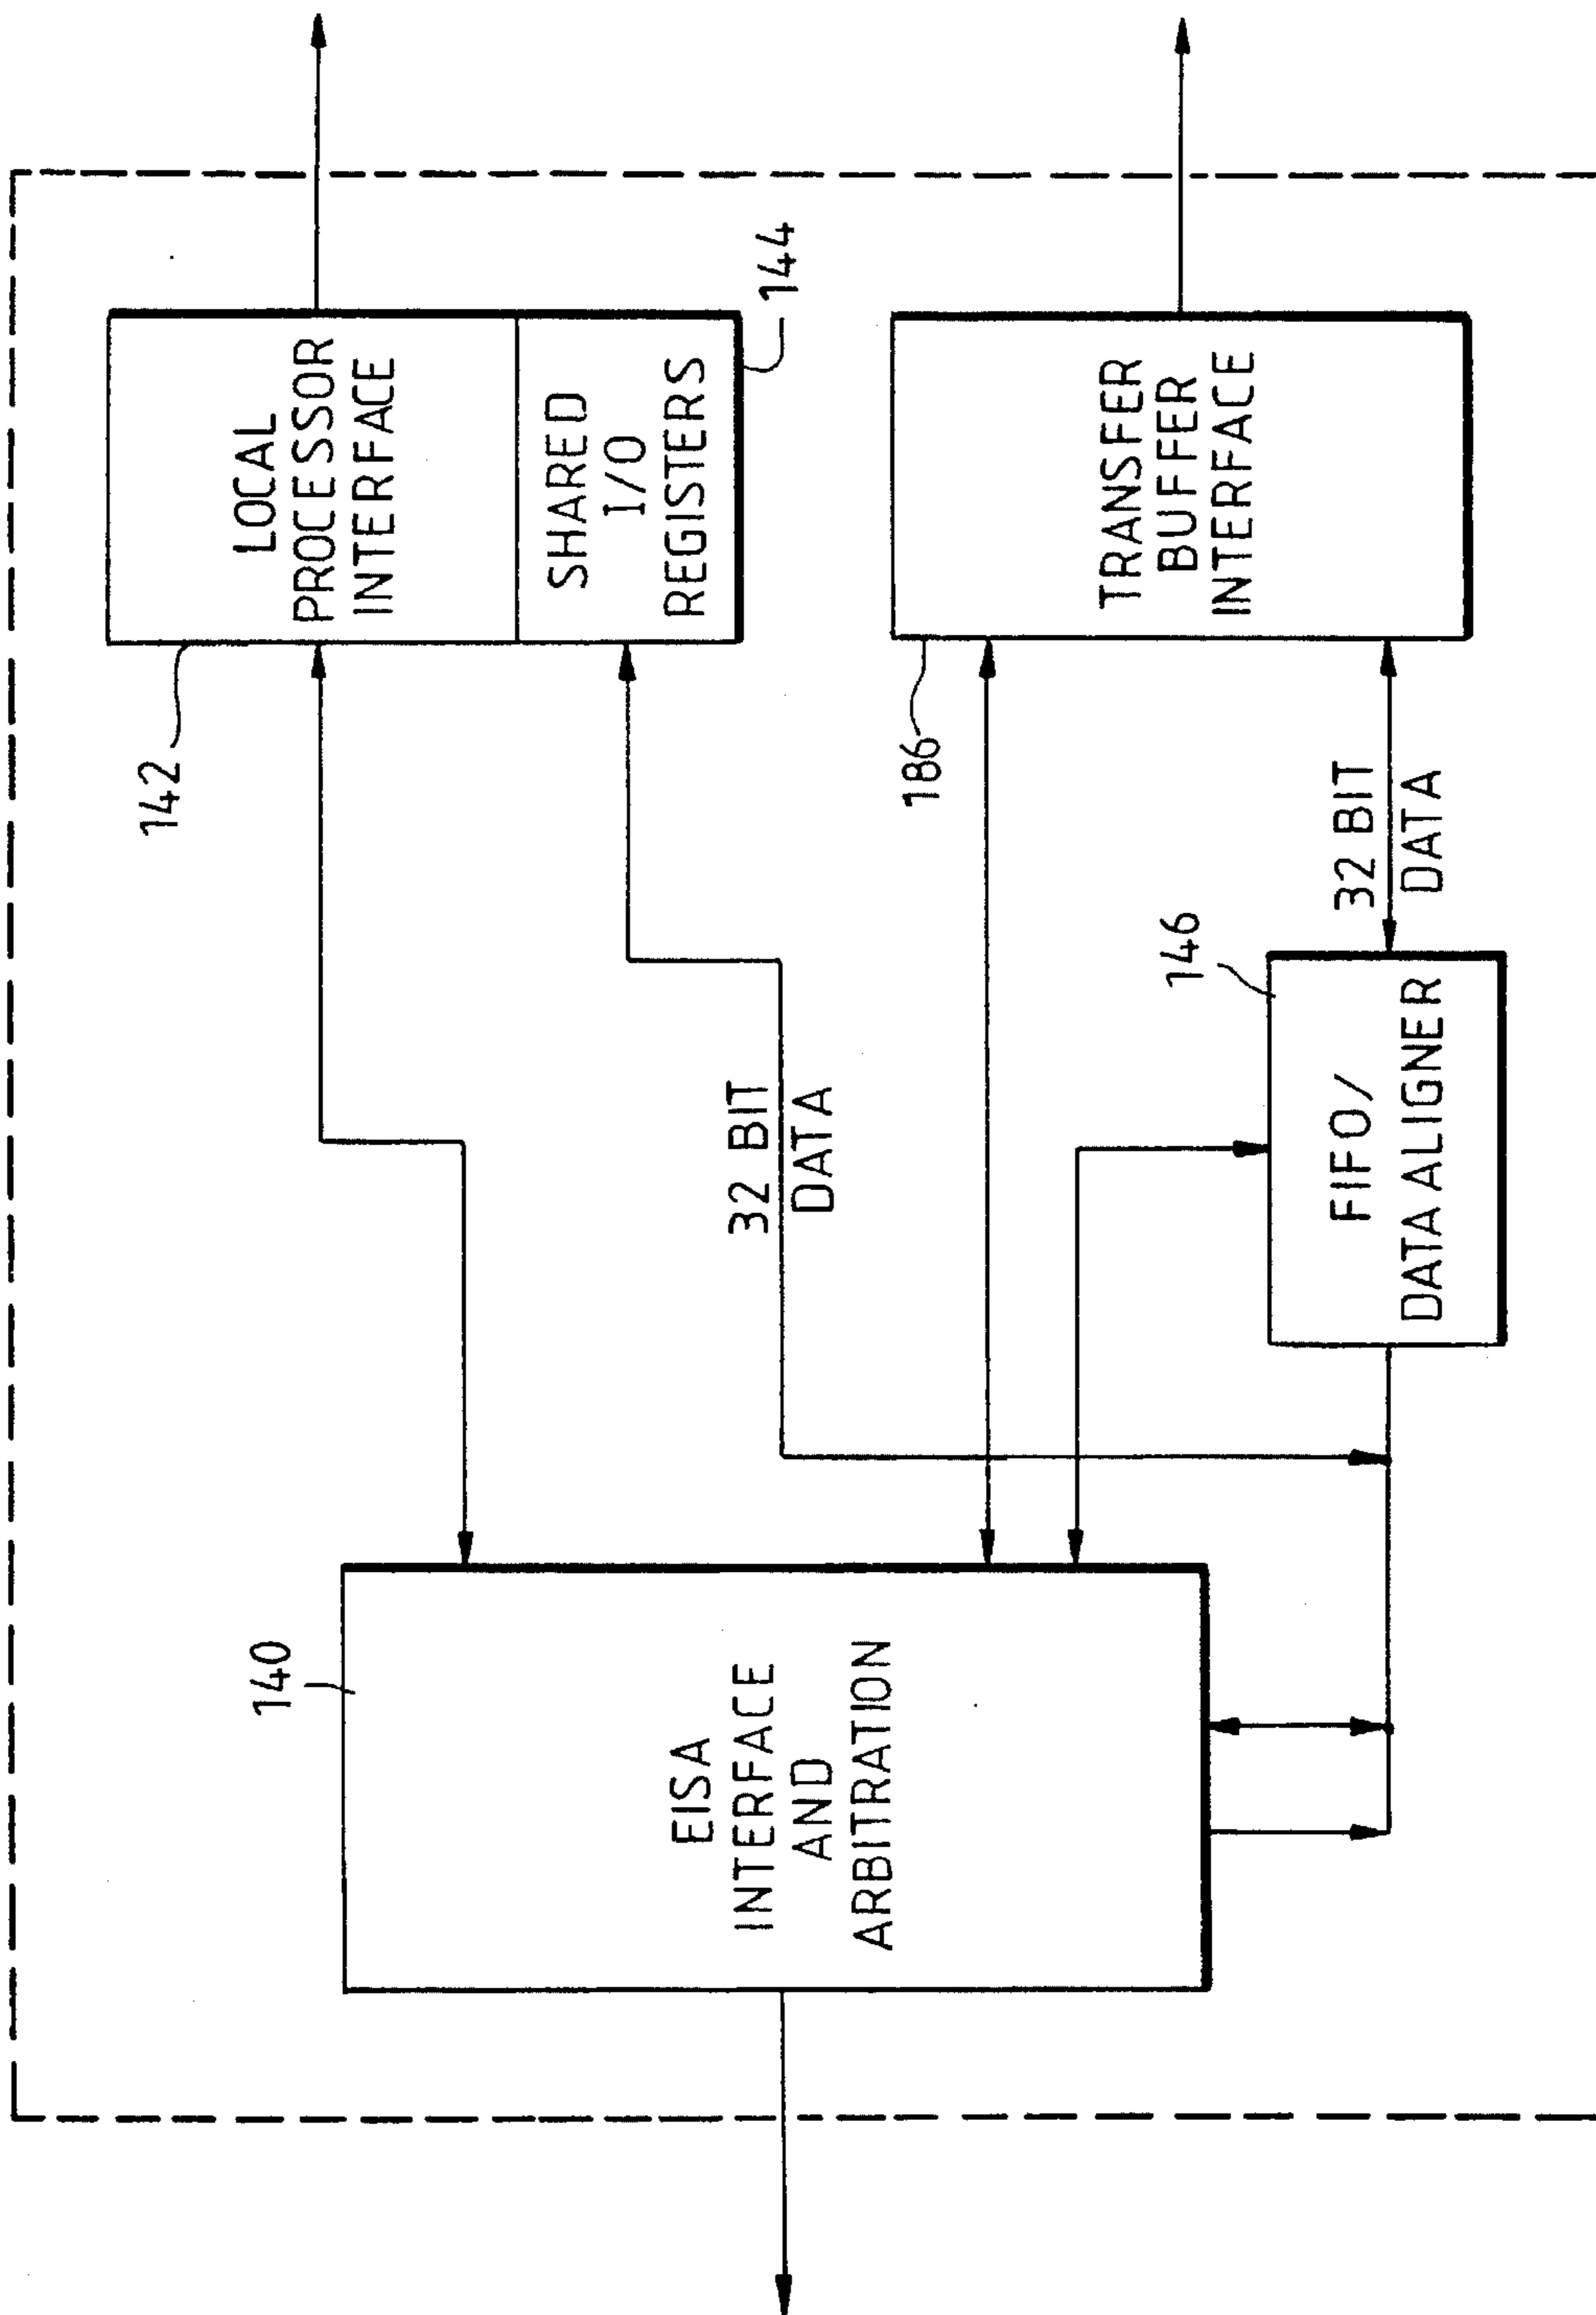 140
EISA
INTERFACE
AND
ARBITRATION
142
LOCAL
PROCESSOR
INTERFACE
SHARED
I/O
REGISTERS
144
32 BIT
DATA
186
TRANSFER
BUFFER
INTERFACE
146
FIFO/
DATA ALIGNER
32 BIT
DATA